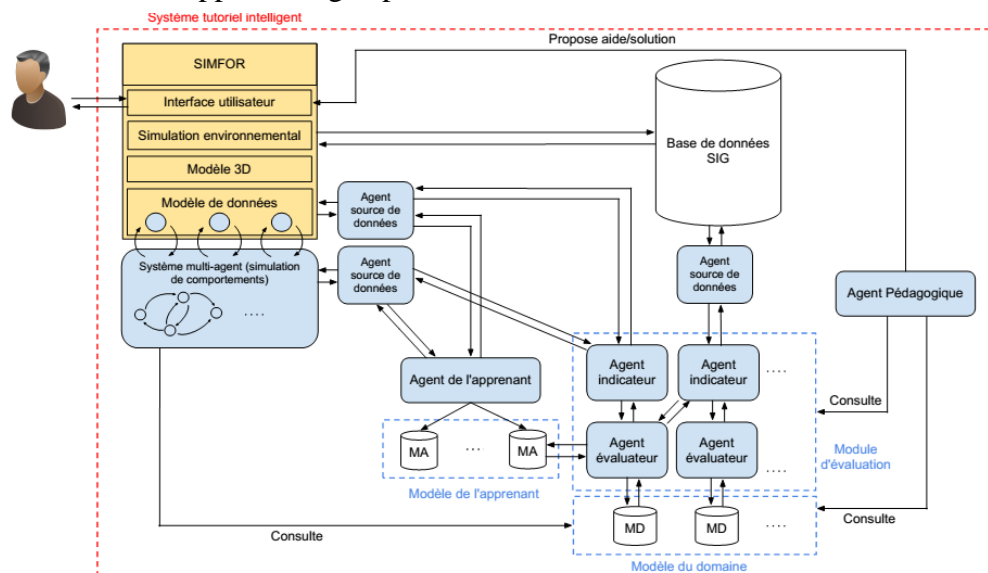 Système tutoriel intelligent
Propose aide/solution
SIMFOR
Interface utilisateur
Simulation environnemental
Modèle 3D
Modèle de données
Base de données
SIG
Agent
source de
données
Système multi-agent (simulation
de comportements)
....
Agent
source de
données
Agent
source de
données
Agent Pédagogique
Agent de l'apprenant
Agent
indicateur
Agent
indicateur
....
Consulte
MA
....
MA
Agent
évaluateur
Agent
évaluateur
....
Module
d'évaluation
Modèle de l'apprenant
MD
MD
....
Consulte
Consulte
Modèle du domaine